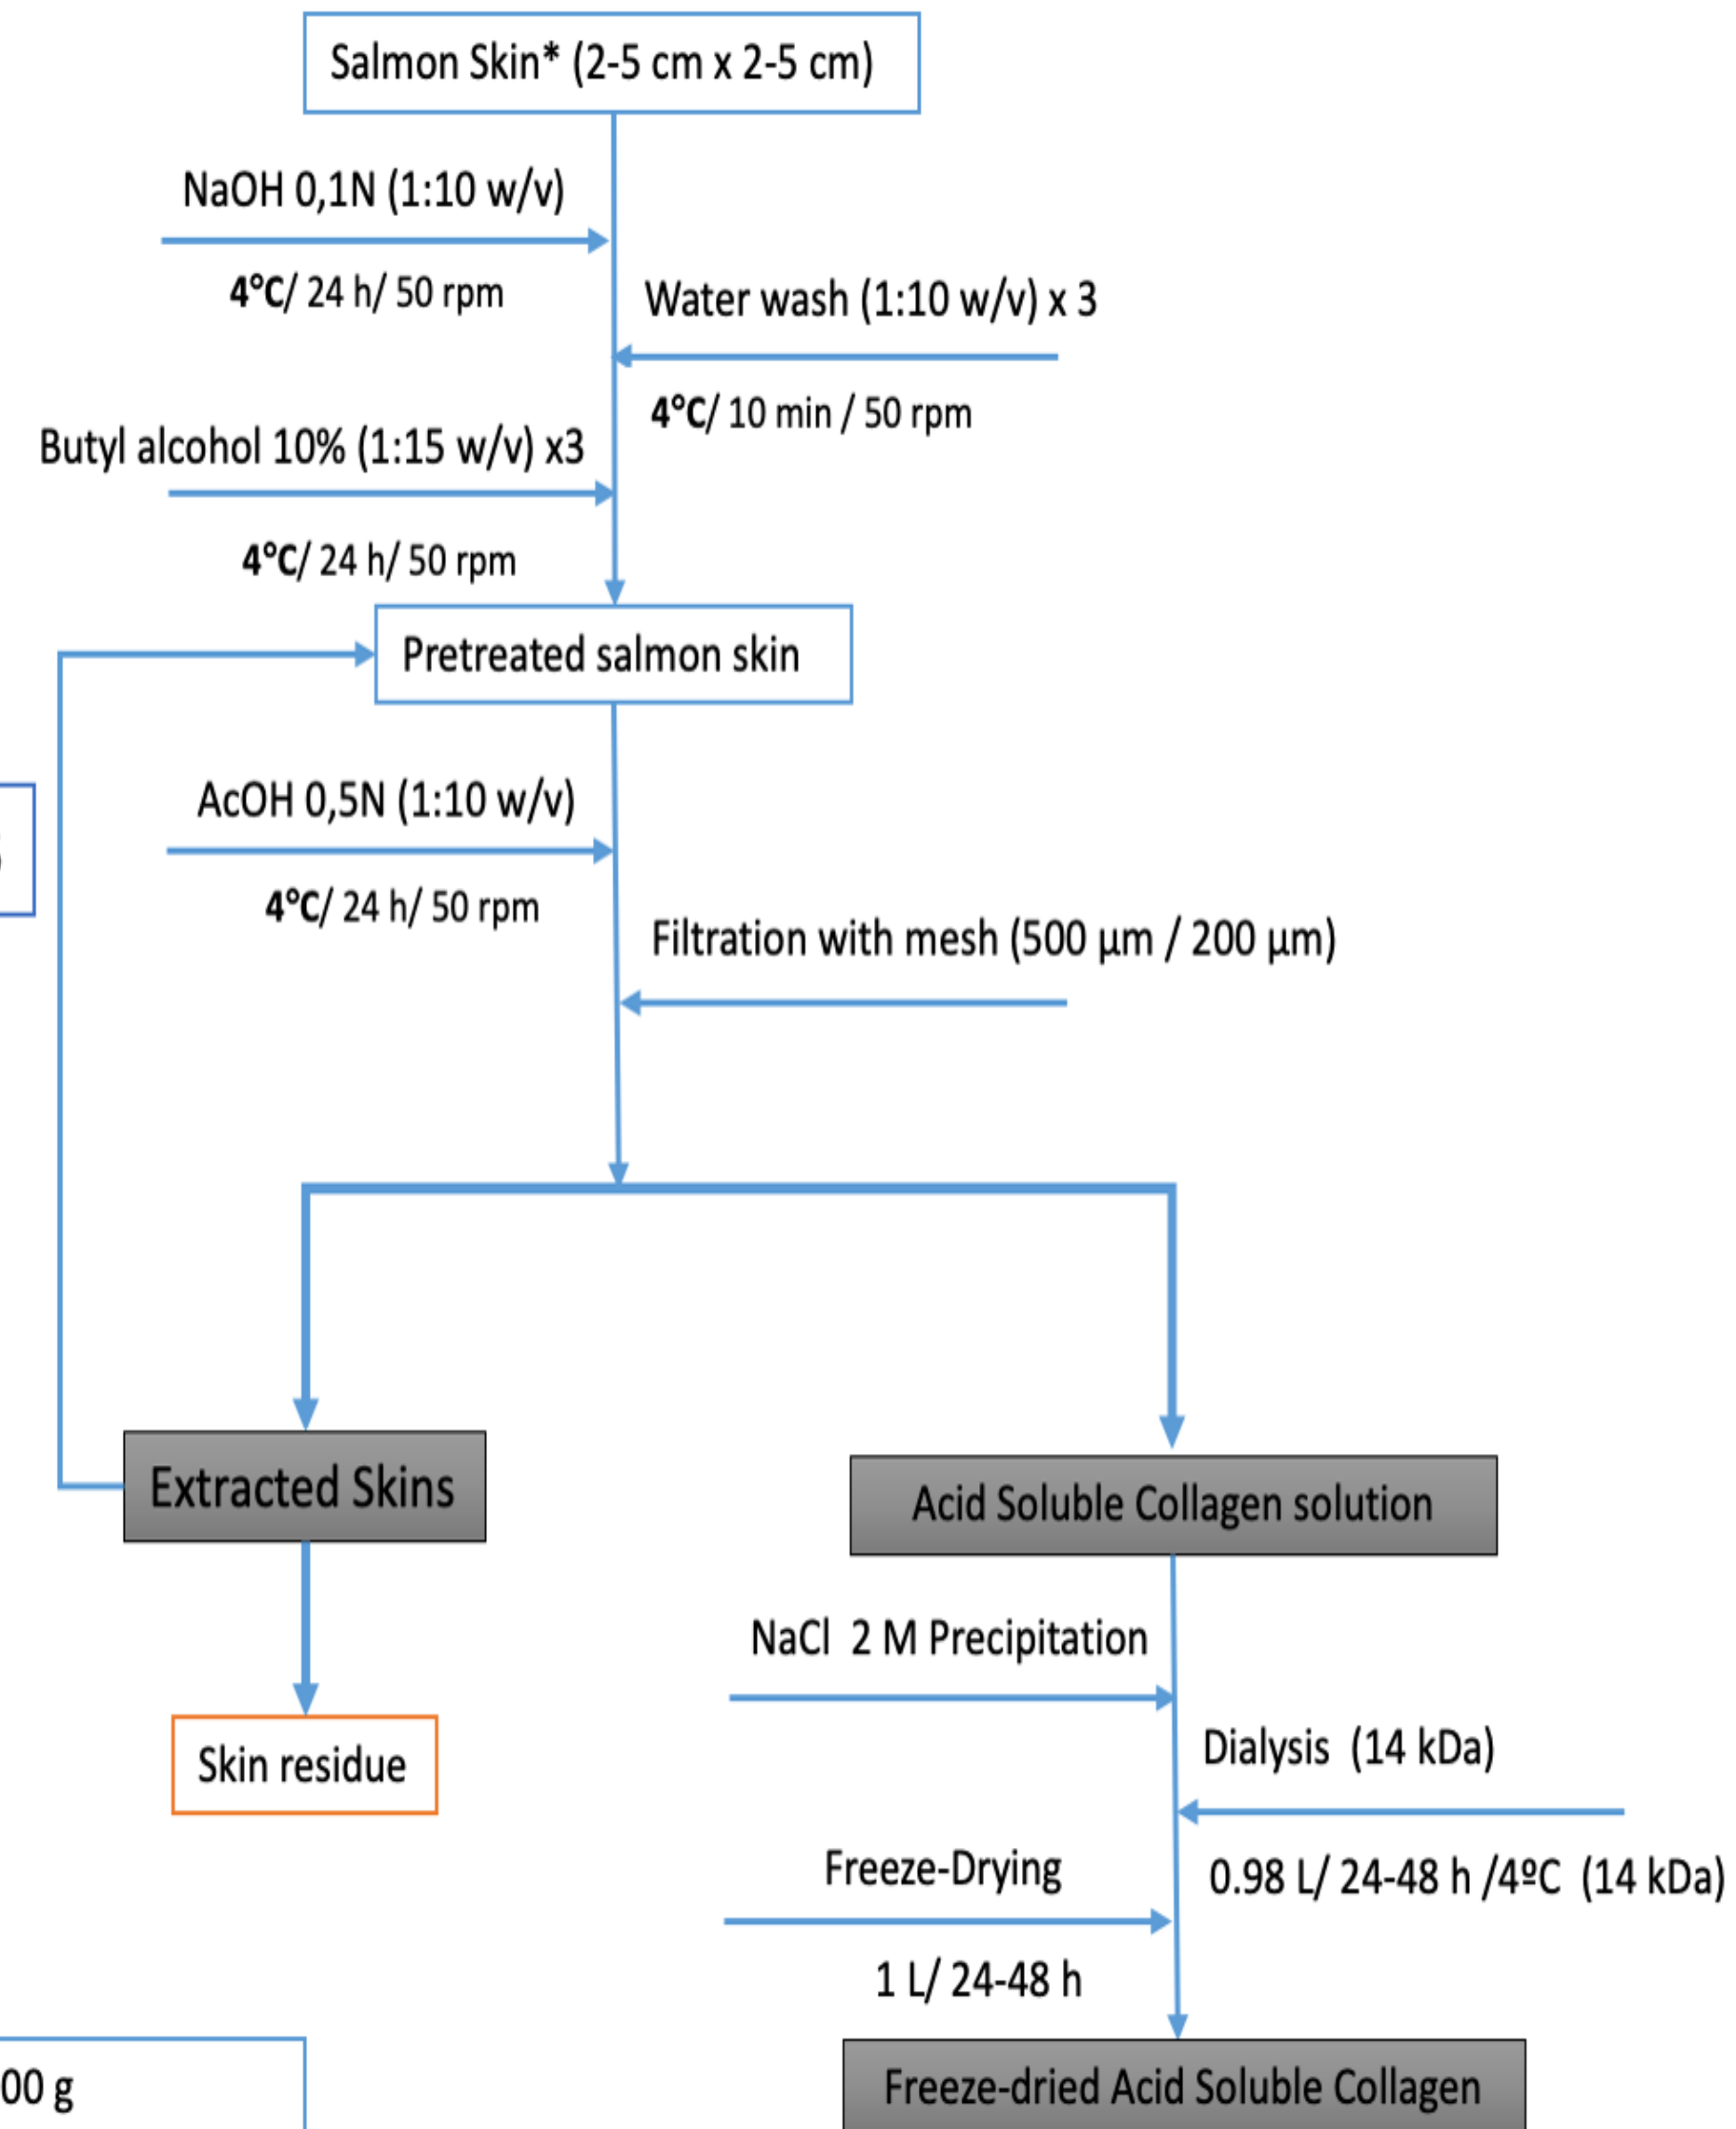 Salmon Skin* (2-5 cm x 2-5 cm)
NaOH 0,1N (1:10 w/v)
4°C/ 24 h/ 50 rpm
Water wash (1:10 w/v) x 3
4°C/ 10 min / 50 rpm
Butyl alcohol 10% (1:15 w/v) x3
4°C/ 24 h/ 50 rpm
Pretreated salmon skin
AcOH 0,5N (1:10 w/v)
4°C/ 24 h/ 50 rpm
Filtration with mesh (500 µm / 200 µm)
Extracted Skins
Acid Soluble Collagen solution
NaCl  2 M Precipitation
Skin residue
Dialysis  (14 kDa)
0.98 L/ 24-48 h /4ºC  (14 kDa)
Freeze-Drying
1 L/ 24-48 h
00 g
Freeze-dried Acid Soluble Collagen